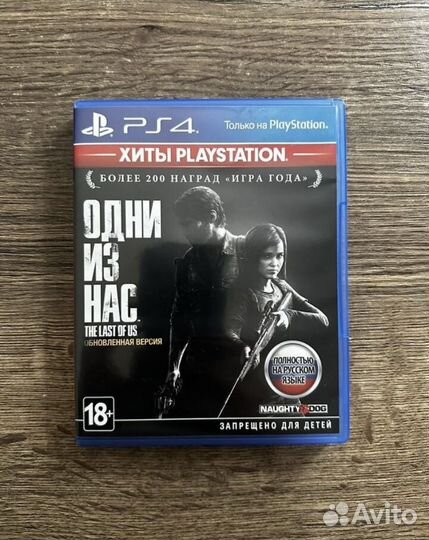 PS4
Только на PlayStation®
ХИТЫ PLAYSTATION®
БОЛЕЕ 200 НАГРАД «ИГРА ГОДА»
ОДНИ
ИЗ
НАС
THE LAST OF US
ОБНОВЛЕННАЯ ВЕРСИЯ
ПОЛНОСТЬЮ
НА РУССКОМ
ЯЗЫКЕ
18+
NAUGHTY DOG
ЗАПРЕЩЕНО ДЛЯ ДЕТЕЙ
Avito